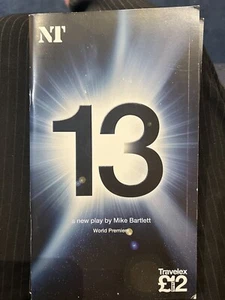 NT
13
a new play by Mike Bartlett
World Premiere
Travelex
£12